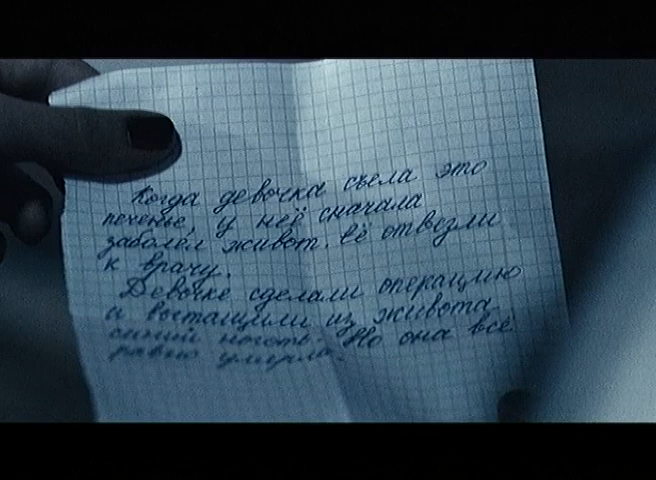 Когда девочка съела это
печенье, у неё сначала
заболел живот. Её отвезли
к врачу.
Девочке сделали операцию
и вытащили из живота
синий ноготь. Но она всё
равно умерла.